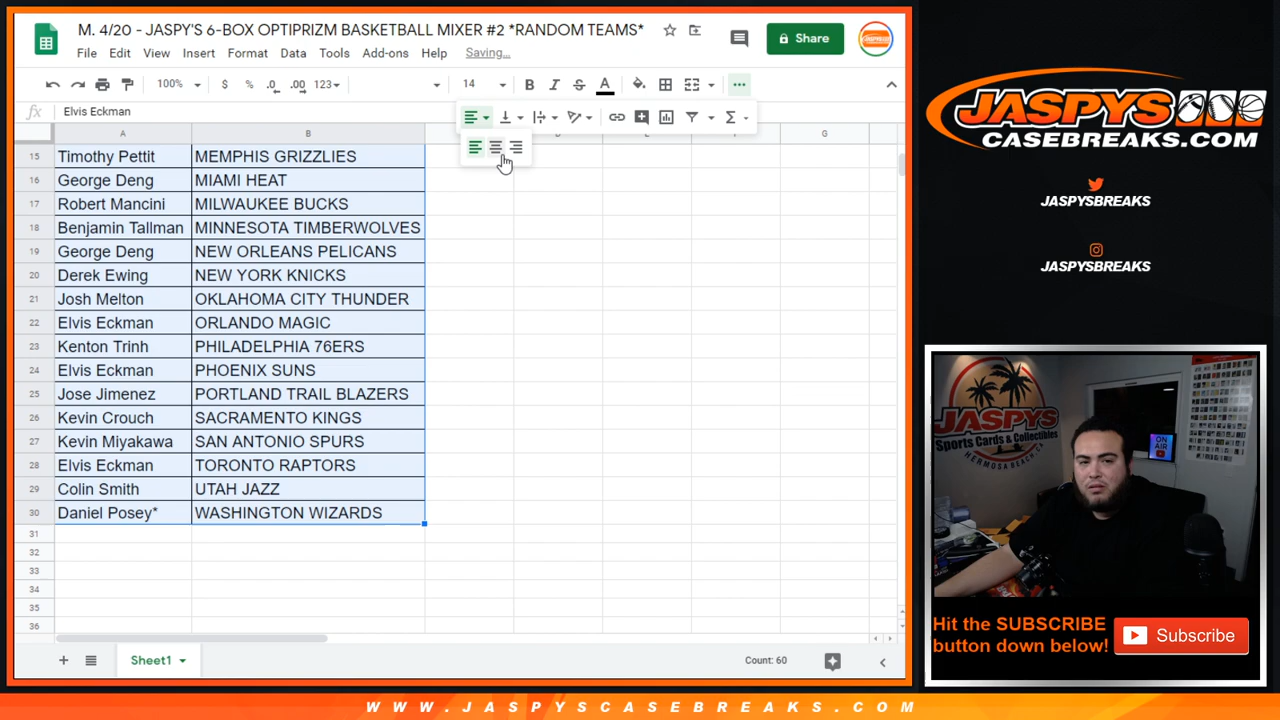 M. 4/20 - JASPY'S 6-BOX OPTIPRIZM BASKETBALL MIXER #2 *RANDOM TEAMS*
File Edit View Insert Format Data Tools Add-ons Help Saving...
Share
100% $ % .0 .00 123 14 B I S A
fx Elvis Eckman
A B D E F G
15 Timothy Pettit MEMPHIS GRIZZLIES
16 George Deng MIAMI HEAT
17 Robert Mancini MILWAUKEE BUCKS
18 Benjamin Tallman MINNESOTA TIMBERWOLVES
19 George Deng NEW ORLEANS PELICANS
20 Derek Ewing NEW YORK KNICKS
21 Josh Melton OKLAHOMA CITY THUNDER
22 Elvis Eckman ORLANDO MAGIC
23 Kenton Trinh PHILADELPHIA 76ERS
24 Elvis Eckman PHOENIX SUNS
25 Jose Jimenez PORTLAND TRAIL BLAZERS
26 Kevin Crouch SACRAMENTO KINGS
27 Kevin Miyakawa SAN ANTONIO SPURS
28 Elvis Eckman TORONTO RAPTORS
29 Colin Smith UTAH JAZZ
30 Daniel Posey* WASHINGTON WIZARDS
31
32
33
34
35
36
Sheet1
Count: 60
JASPYS
CASEBREAKS.COM
JASPYSBREAKS
JASPYSBREAKS
JASPYS
Sports Cards & Collectibles
HERMOSA BEACH, CA
ON
AIR
Hit the SUBSCRIBE
button down below!
Subscribe
WWW.JASPYSCASEBREAKS.COM